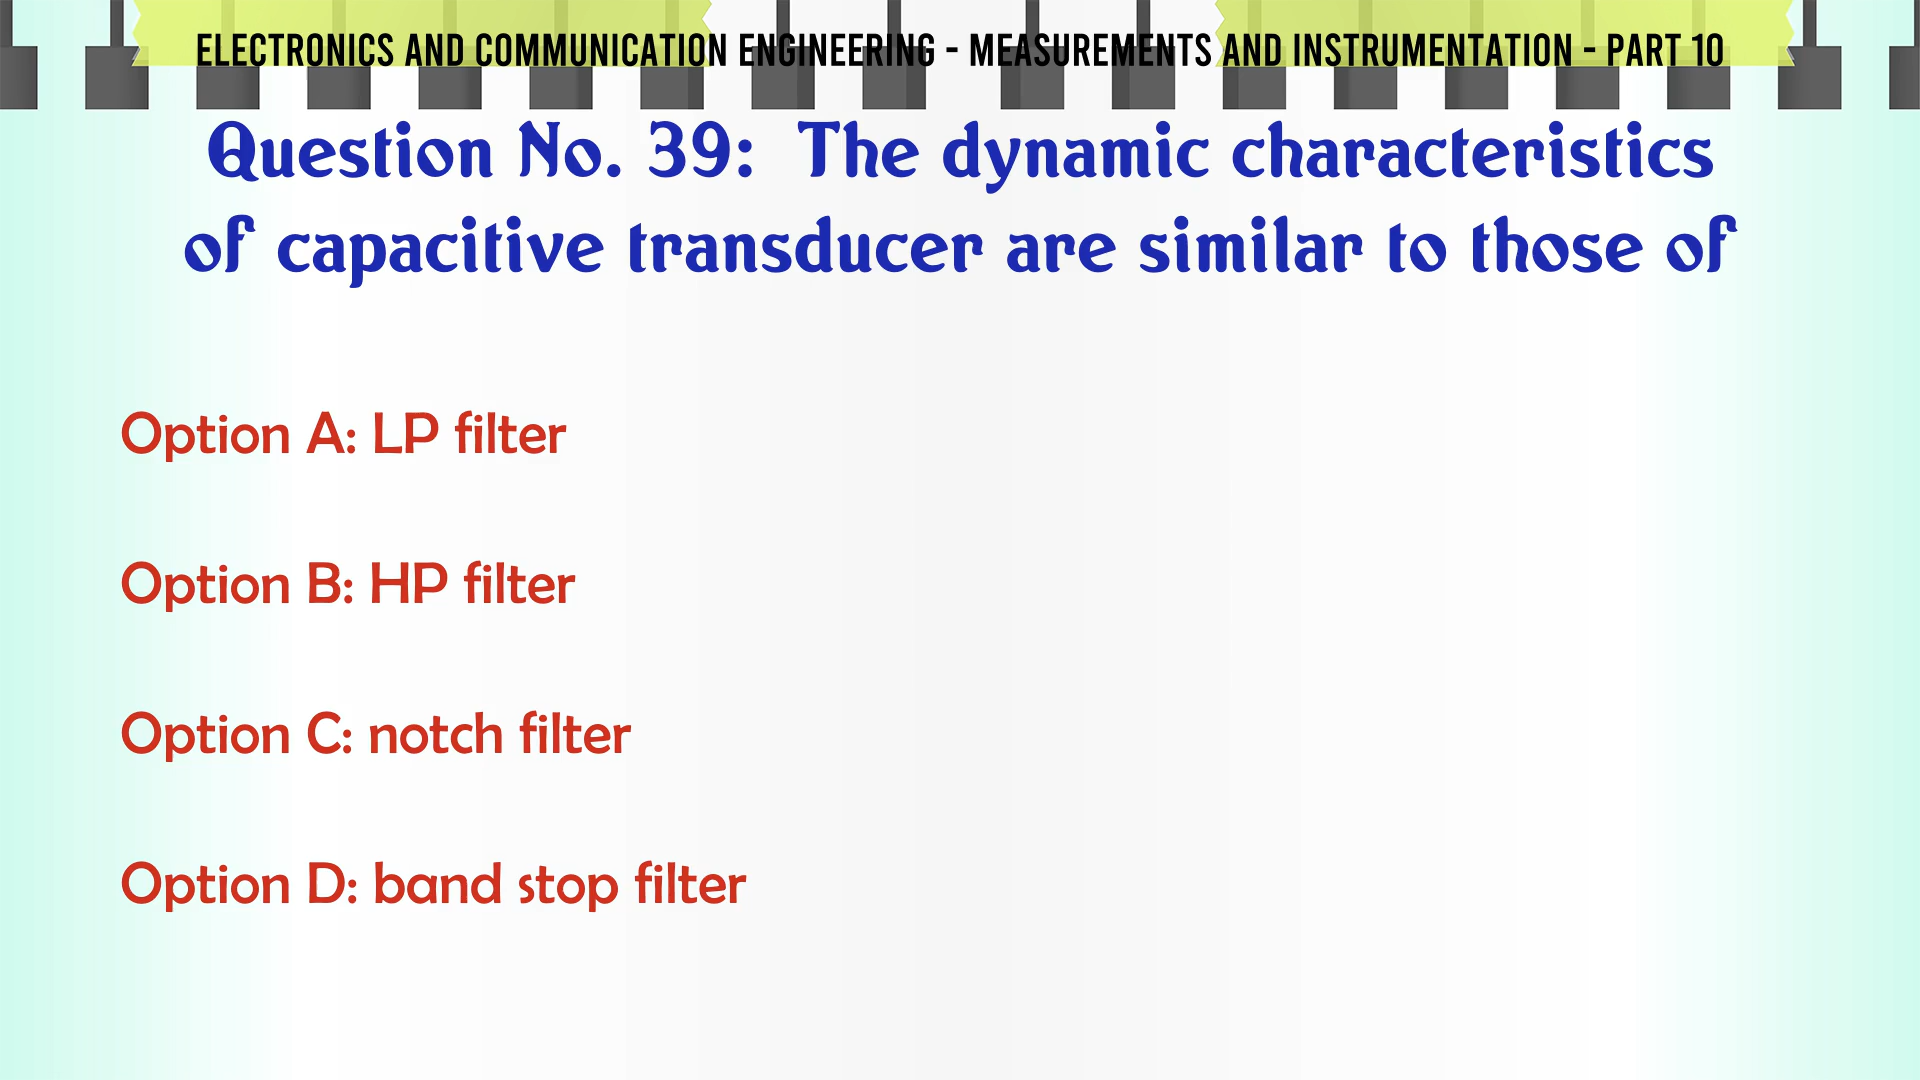 ELECTRONICS AND COMMUNICATION ENGINEERING - MEASUREMENTS AND INSTRUMENTATION - PART 10
Question No. 39: The dynamic characteristics
of capacitive transducer are similar to those of
Option A: LP filter
Option B: HP filter
Option C: notch filter
Option D: band stop filter